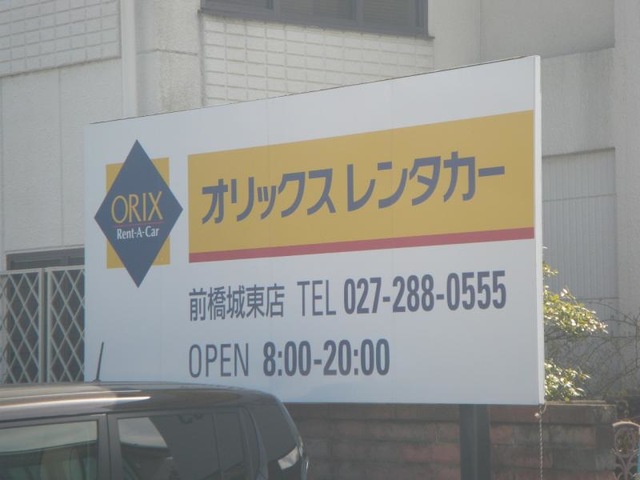 ORIX
Rent-A-Car
オリックスレンタカー
前橋城東店 TEL 027-288-0555
OPEN 8:00-20:00